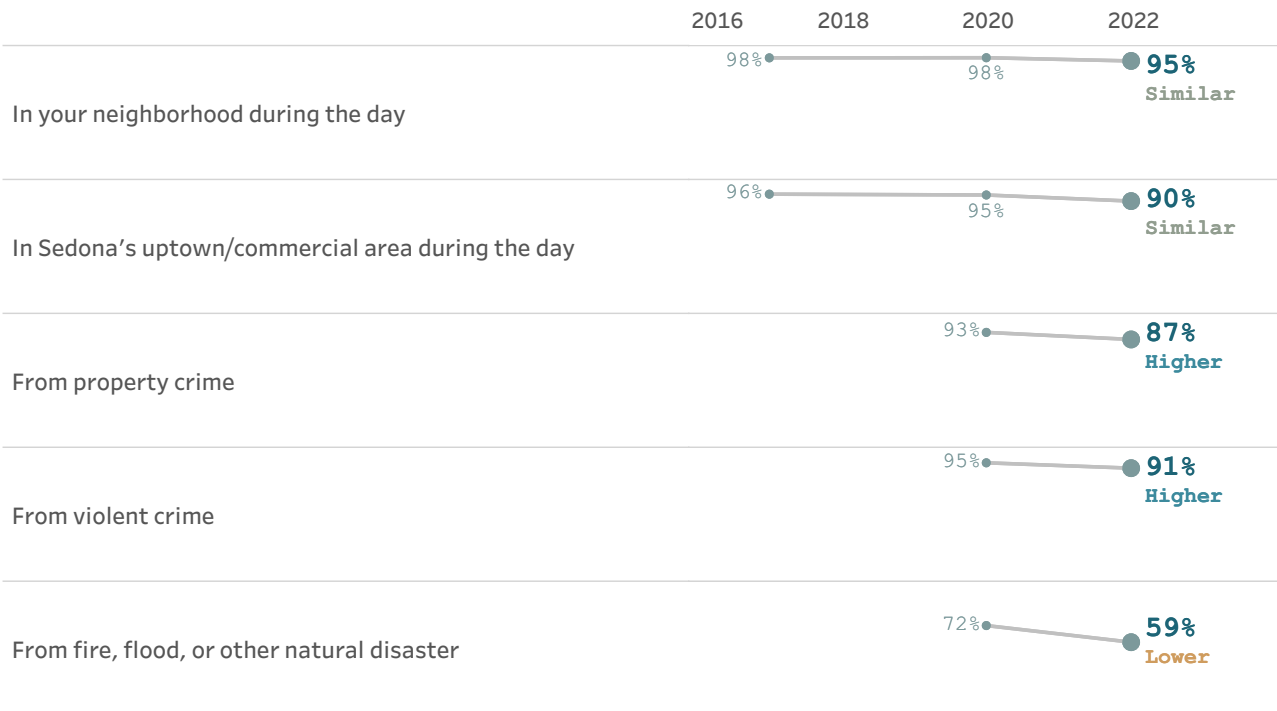 2016 2018 2020 2022
98% 98% 95%
Similar
In your neighborhood during the day
96% 95% 90%
Similar
In Sedona’s uptown/commercial area during the day
93% 87%
Higher
From property crime
95% 91%
Higher
From violent crime
72% 59%
Lower
From fire, flood, or other natural disaster